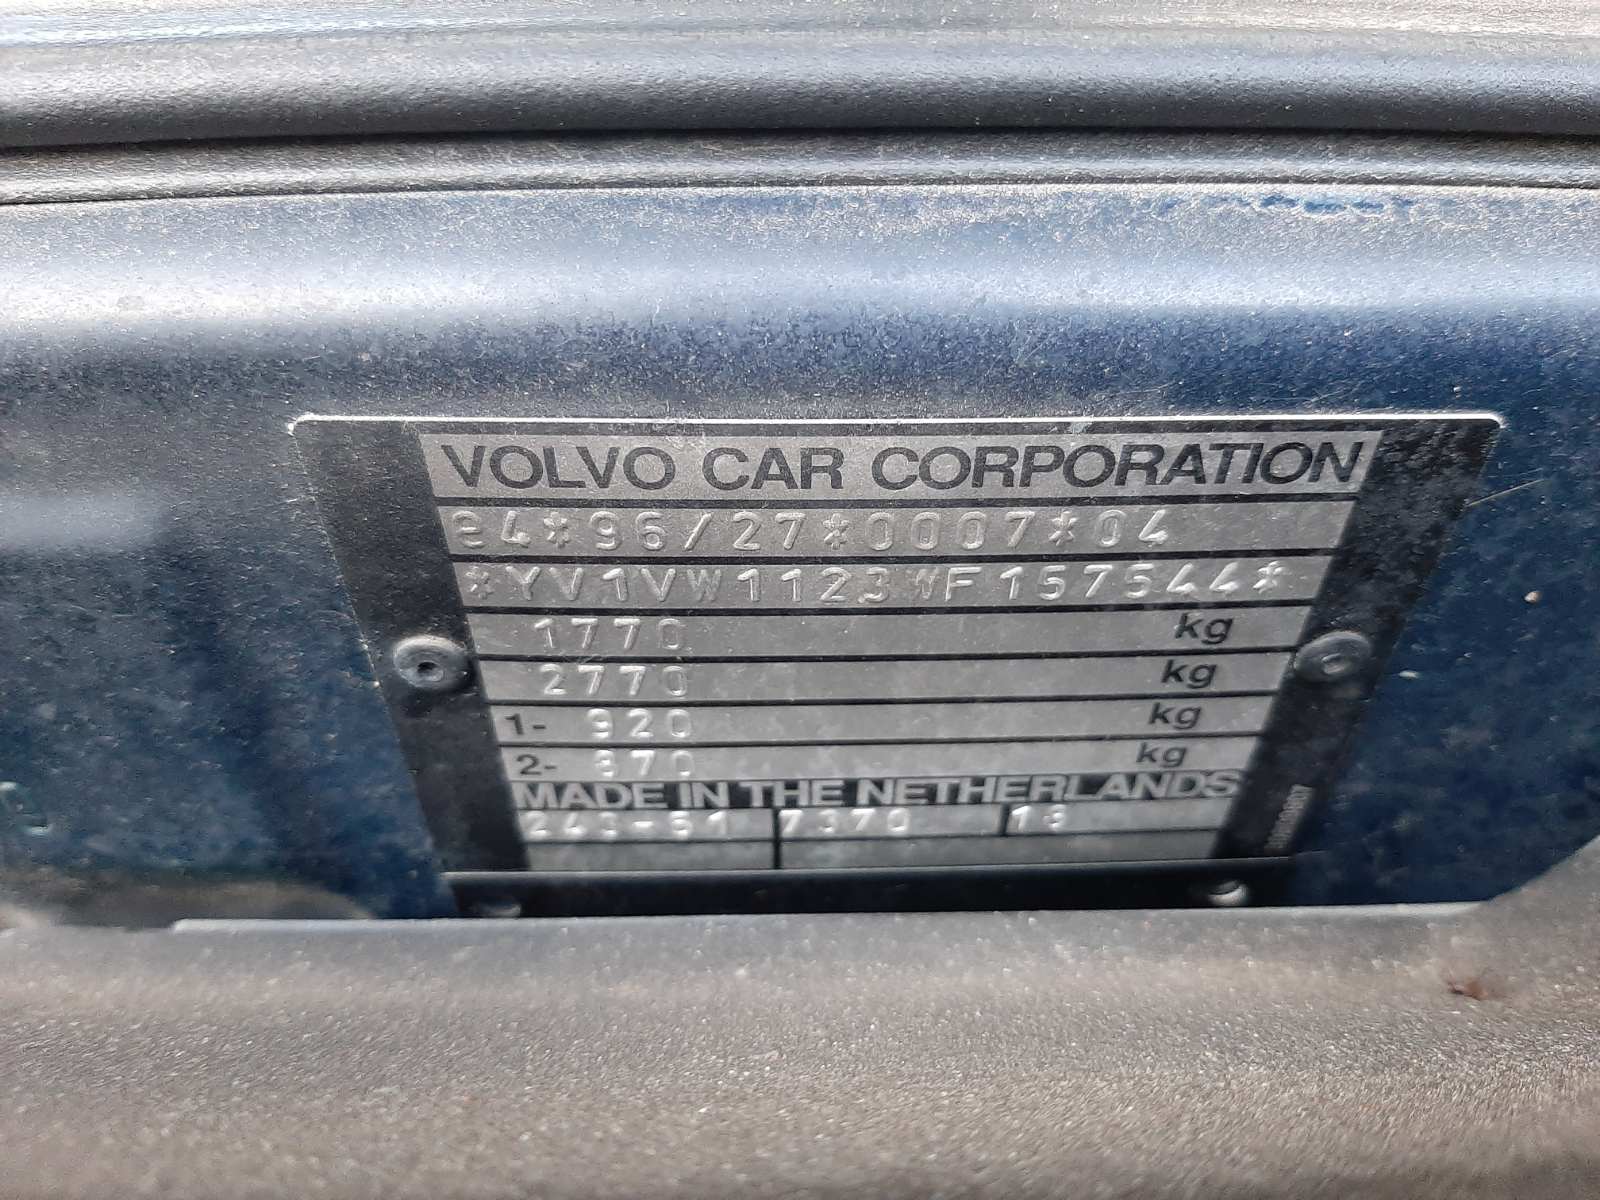 VOLVO CAR CORPORATION
e4*96/27*0007*04
*YV1VW1123WF157544*
1770 kg
2770 kg
1- 920 kg
2- 870 kg
MADE IN THE NETHERLANDS
7370